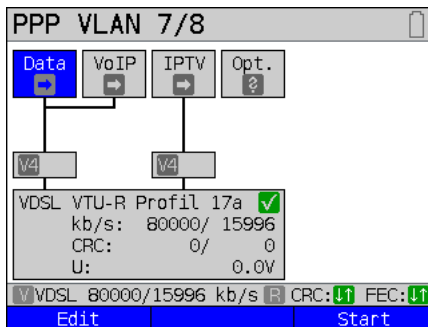 PPP VLAN 7/8
Data VoIP IPTV Opt.
?
V4 V4
VDSL VTU-R Profil 17a
kb/s: 80000/ 15996
CRC: 0/ 0
U: 0.0V
V VDSL 80000/15996 kb/s R CRC: FEC:
Edit Start